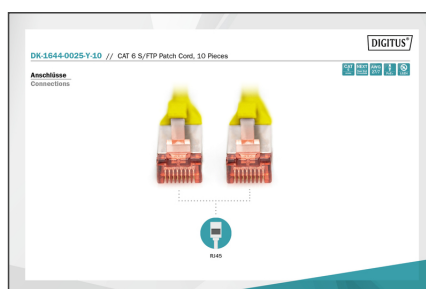 DIGITUS®
DK-1644-0025-Y-10 // CAT 6 S/FTP Patch Cord, 10 Pieces
Anschlüsse
Connections
RJ45